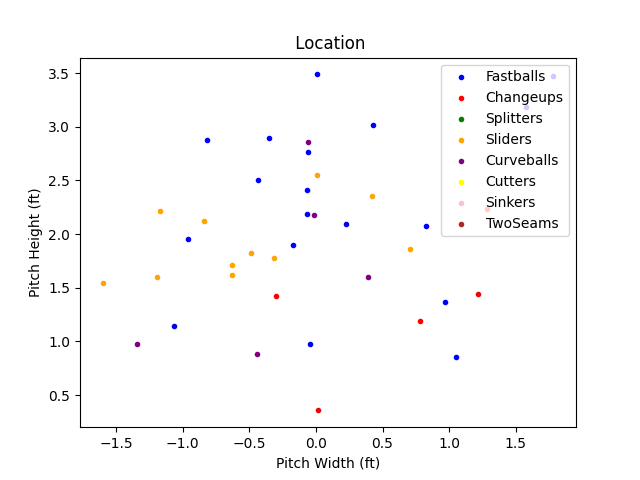 Location
Pitch Height (ft)
3.5
3.0
2.5
2.0
1.5
1.0
0.5
Fastballs
Changeups
Splitters
Sliders
Curveballs
Cutters
Sinkers
TwoSeams
−1.5 −1.0 −0.5 0.0 0.5 1.0 1.5
Pitch Width (ft)